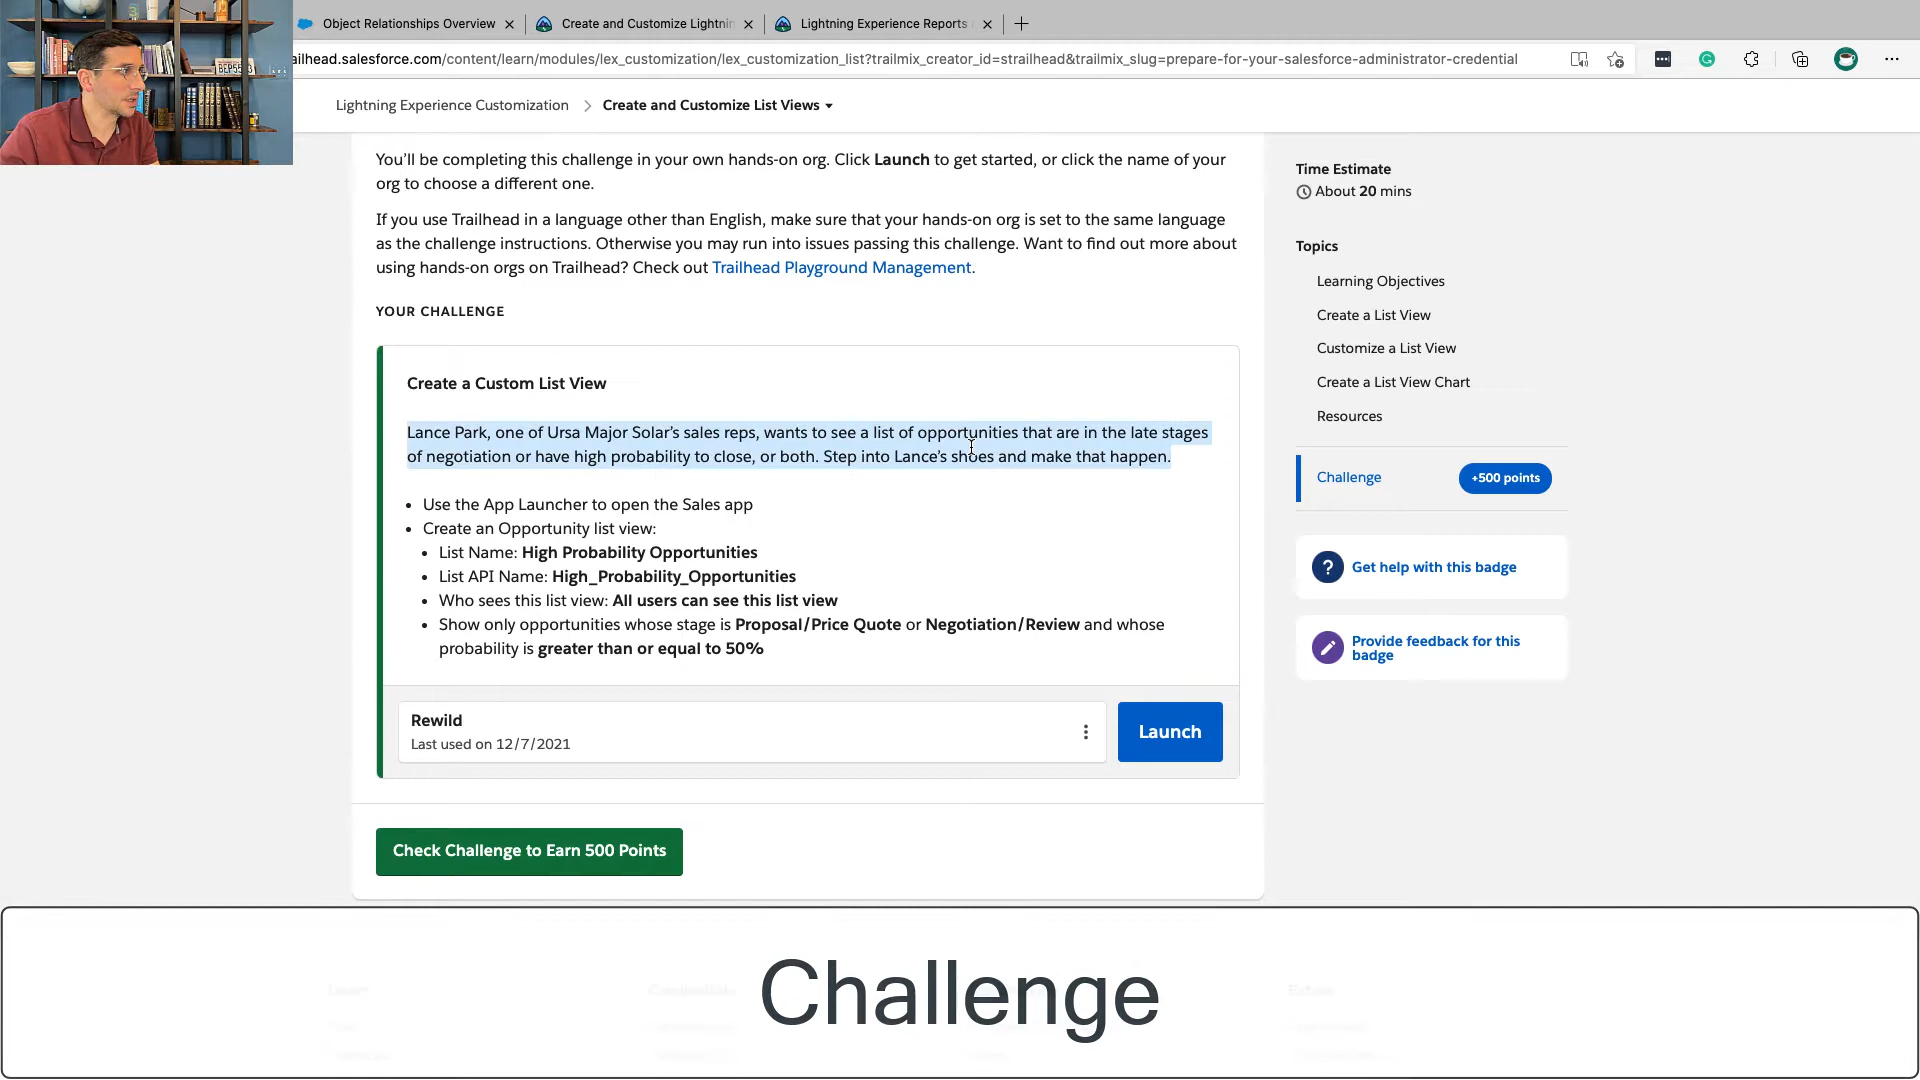 Object Relationships Overview
Create and Customize Lightnin
Lightning Experience Reports
ailhead.salesforce.com/content/learn/modules/lex_customization/lex_customization_list?trailmix_creator_id=strailhead&trailmix_slug=prepare-for-your-salesforce-administrator-credential
Lightning Experience Customization > Create and Customize List Views
You’ll be completing this challenge in your own hands-on org. Click Launch to get started, or click the name of your
org to choose a different one.
If you use Trailhead in a language other than English, make sure that your hands-on org is set to the same language
as the challenge instructions. Otherwise you may run into issues passing this challenge. Want to find out more about
using hands-on orgs on Trailhead? Check out Trailhead Playground Management.
YOUR CHALLENGE
Create a Custom List View
Lance Park, one of Ursa Major Solar’s sales reps, wants to see a list of opportunities that are in the late stages
of negotiation or have high probability to close, or both. Step into Lance’s shoes and make that happen.
• Use the App Launcher to open the Sales app
• Create an Opportunity list view:
• List Name: High Probability Opportunities
• List API Name: High_Probability_Opportunities
• Who sees this list view: All users can see this list view
• Show only opportunities whose stage is Proposal/Price Quote or Negotiation/Review and whose
probability is greater than or equal to 50%
Rewild
Last used on 12/7/2021
Launch
Check Challenge to Earn 500 Points
Time Estimate
About 20 mins
Topics
Learning Objectives
Create a List View
Customize a List View
Create a List View Chart
Resources
Challenge
+500 points
? Get help with this badge
Provide feedback for this
badge
Challenge